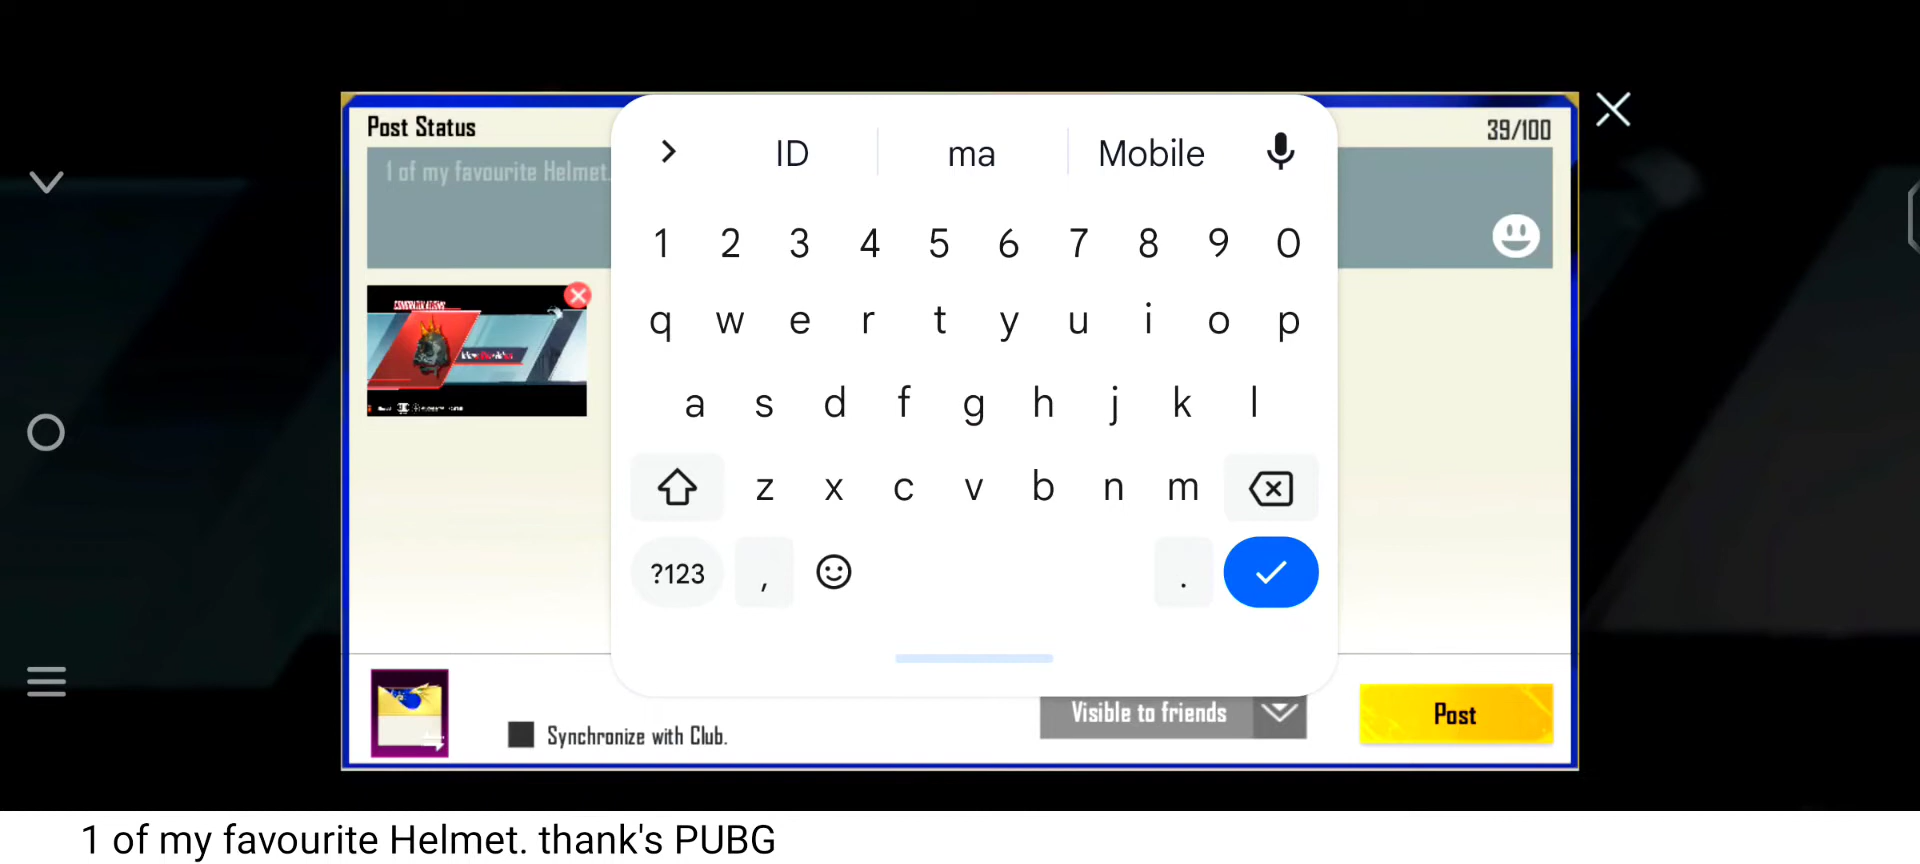 Post Status
39/100
1 of my favourite Helmet.
ID ma Mobile
1 2 3 4 5 6 7 8 9 0
q w e r t y u i o p
a s d f g h j k l
z x c v b n m
?123 , .
Synchronize with Club.
Visible to friends
Post
1 of my favourite Helmet. thank's PUBG